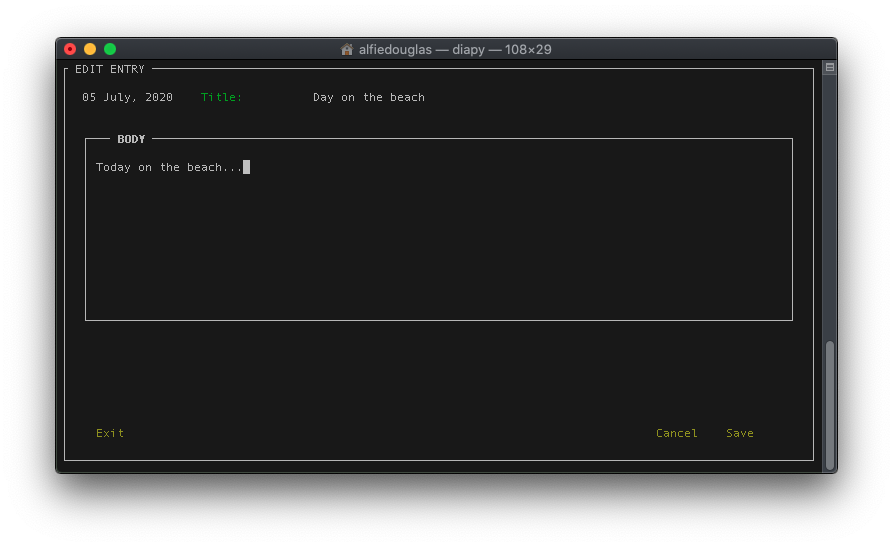 alfiedouglas — diapy — 108×29
EDIT ENTRY
05 July, 2020 Title: Day on the beach
BODY
Today on the beach...
Exit Cancel Save